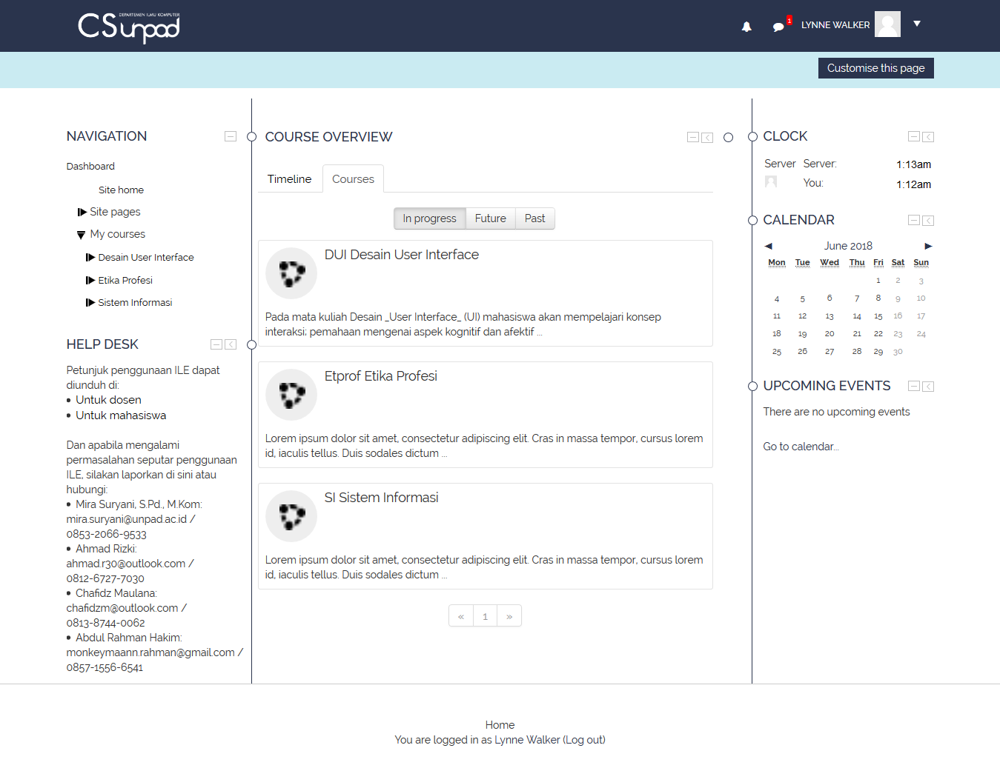 CSunpad DEPARTEMEN ILMU KOMPUTER
1
LYNNE WALKER
Customise this page
NAVIGATION
Dashboard
Site home
Site pages
My courses
Desain User Interface
Etika Profesi
Sistem Informasi
HELP DESK
Petunjuk penggunaan ILE dapat
diunduh di:
• Untuk dosen
• Untuk mahasiswa
Dan apabila mengalami
permasalahan seputar penggunaan
ILE, silakan laporkan di sini atau
hubungi:
• Mira Suryani, S.Pd., M.Kom:
mira.suryani@unpad.ac.id /
0853-2066-9533
• Ahmad Rizki:
ahmad.r30@outlook.com /
0812-6727-7030
• Chafidz Maulana:
chafidzm@outlook.com /
0813-8744-0062
• Abdul Rahman Hakim:
monkeymaann.rahman@gmail.com /
0857-1556-6541
COURSE OVERVIEW
Timeline Courses
In progress Future Past
DUI Desain User Interface
Pada mata kuliah Desain _User Interface_ (UI) mahasiswa akan mempelajari konsep
interaksi; pemahaan mengenai aspek kognitif dan afektif ...
Etprof Etika Profesi
Lorem ipsum dolor sit amet, consectetur adipiscing elit. Cras in massa tempor, cursus lorem
id, iaculis tellus. Duis sodales dictum ...
SI Sistem Informasi
Lorem ipsum dolor sit amet, consectetur adipiscing elit. Cras in massa tempor, cursus lorem
id, iaculis tellus. Duis sodales dictum ...
« 1 »
CLOCK
Server Server: 1:13am
You: 1:12am
CALENDAR
◄ June 2018 ►
Mon Tue Wed Thu Fri Sat Sun
1 2 3
4 5 6 7 8 9 10
11 12 13 14 15 16 17
18 19 20 21 22 23 24
25 26 27 28 29 30
UPCOMING EVENTS
There are no upcoming events
Go to calendar...
Home
You are logged in as Lynne Walker (Log out)